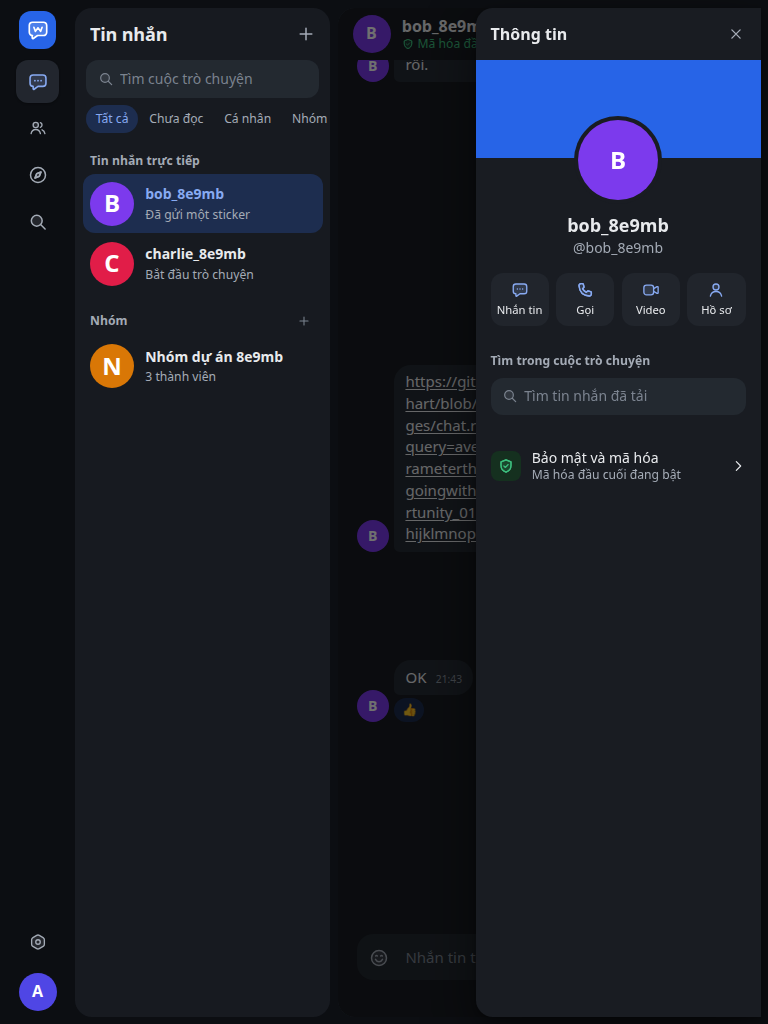 Tin nhắn
Tìm cuộc trò chuyện
Tất cả
Chưa đọc
Cá nhân
Nhóm
Tin nhắn trực tiếp
B
bob_8e9mb
Đã gửi một sticker
C
charlie_8e9mb
Bắt đầu trò chuyện
Nhóm
N
Nhóm dự án 8e9mb
3 thành viên
A
B
bob_8e9m
Mã hóa đầ
B
rồi.
https://git
hart/blob/
ges/chat.r
query=ave
rameterth
goingwith
rtunity_01
hijklmnop
B
OK 21:43
B
👍
Nhắn tin t
Thông tin
B
bob_8e9mb
@bob_8e9mb
Nhắn tin
Gọi
Video
Hồ sơ
Tìm trong cuộc trò chuyện
Tìm tin nhắn đã tải
Bảo mật và mã hóa
Mã hóa đầu cuối đang bật